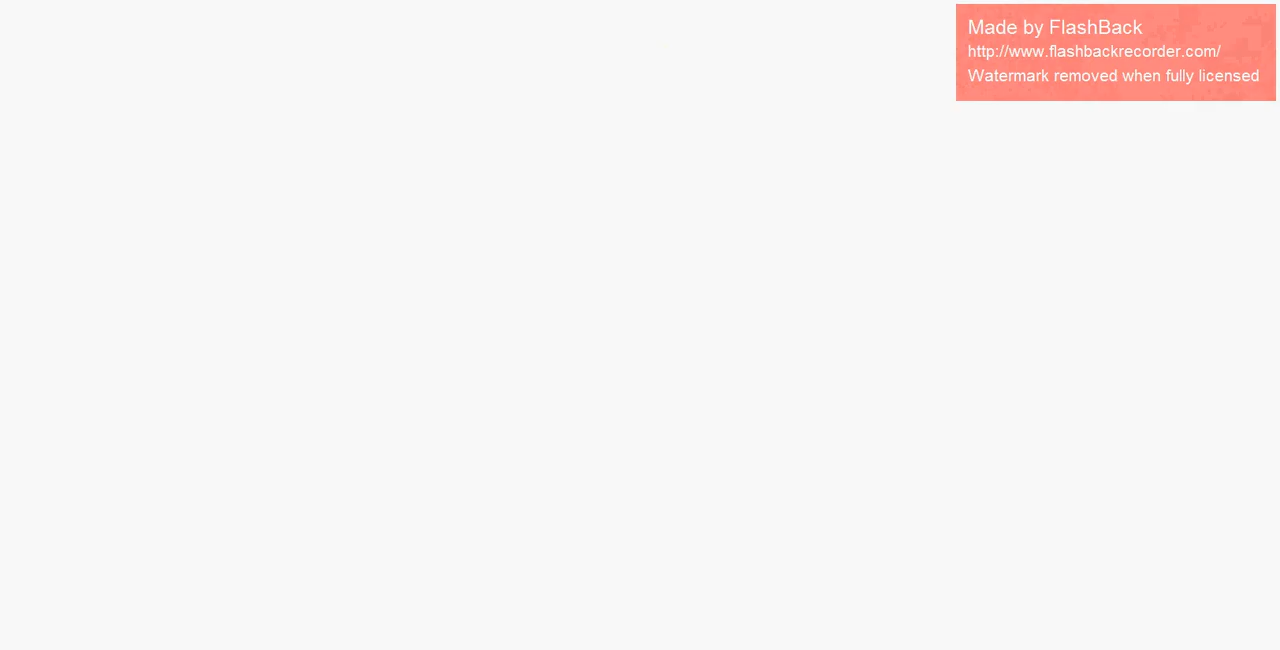 Made by FlashBack
http://www.flashbackrecorder.com/
Watermark removed when fully licensed